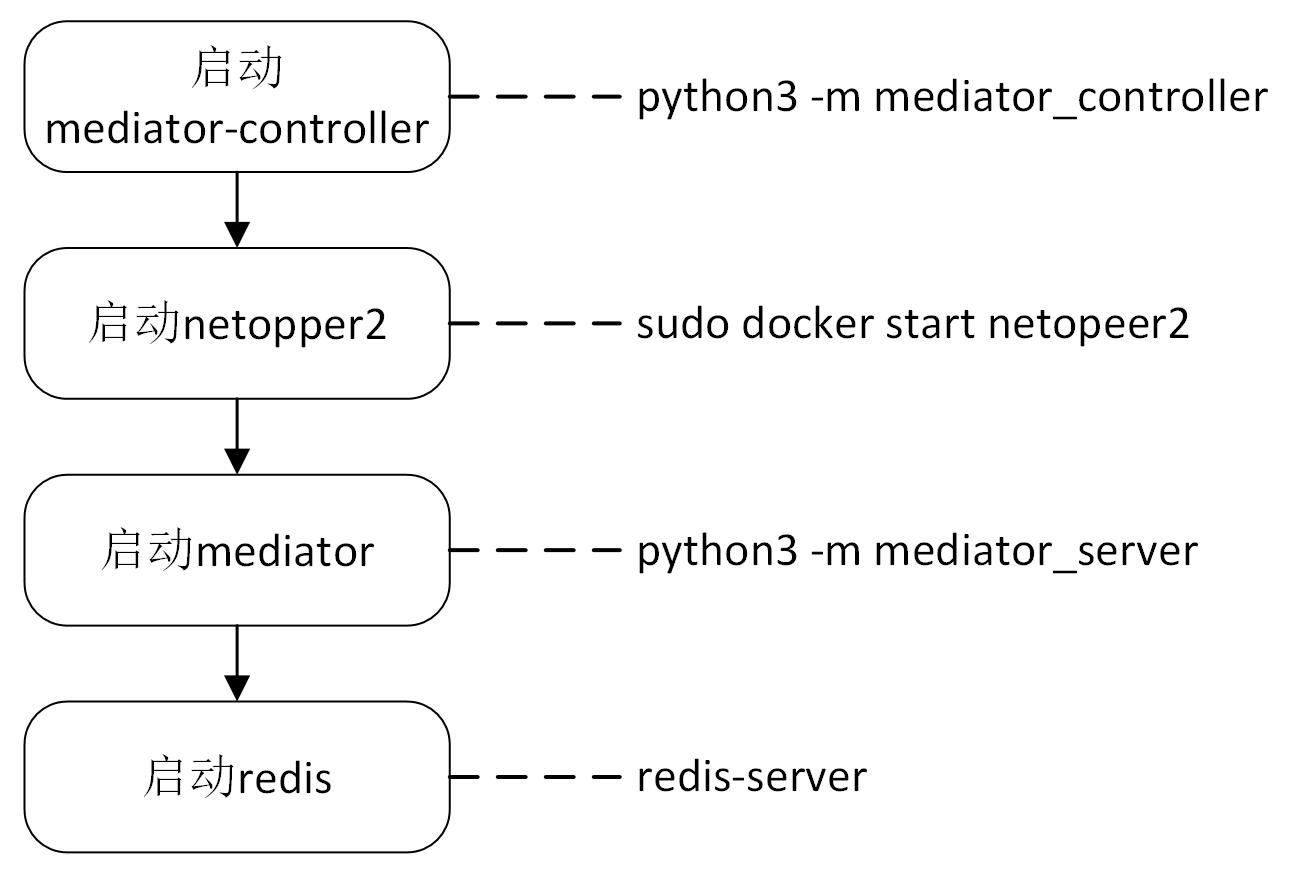 启动
mediator-controller
python3 -m mediator_controller
启动netopper2
sudo docker start netopeer2
启动mediator
python3 -m mediator_server
启动redis
redis-server